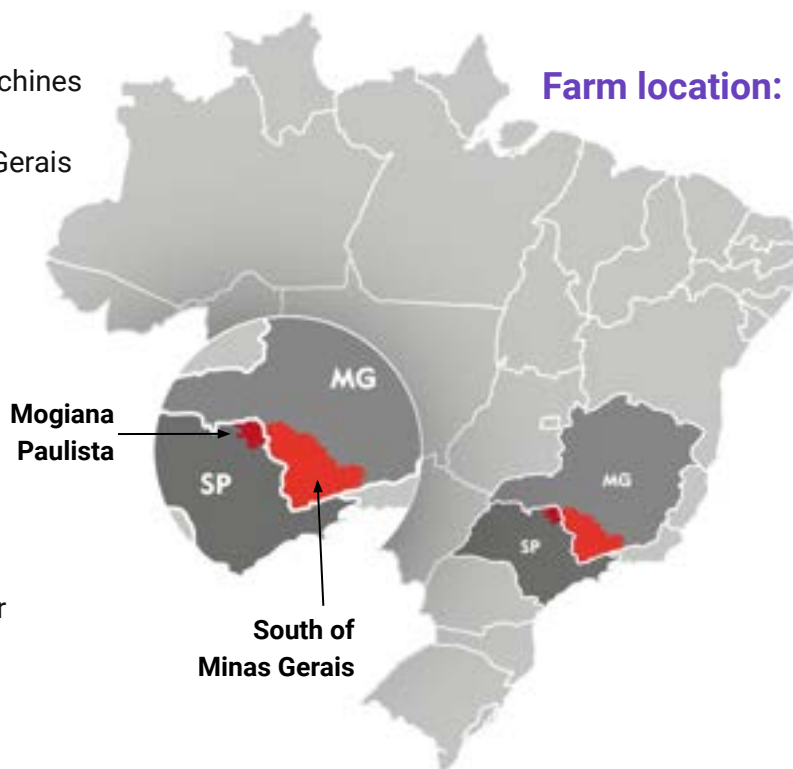 chines
Farm location:
Gerais
MG
Mogiana
Paulista
SP
MG
SP
r
South of
Minas Gerais